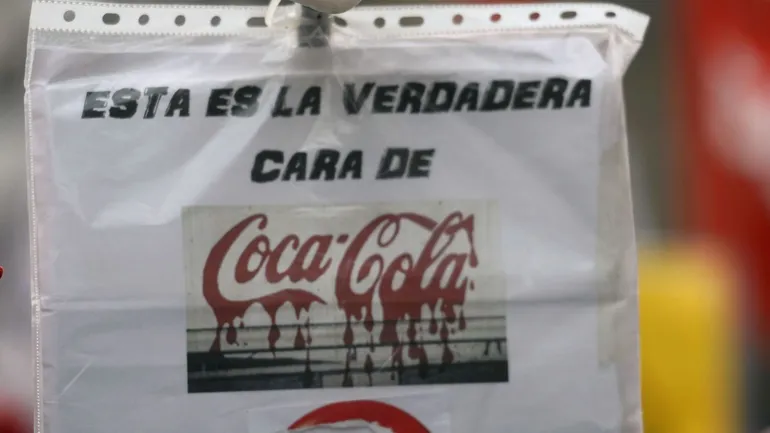 ESTA ES LA VERDADERA
CARA DE
Coca-Cola